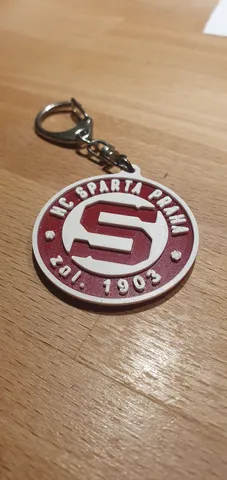 HC SPARTA PRAHA
S
zal. 1903